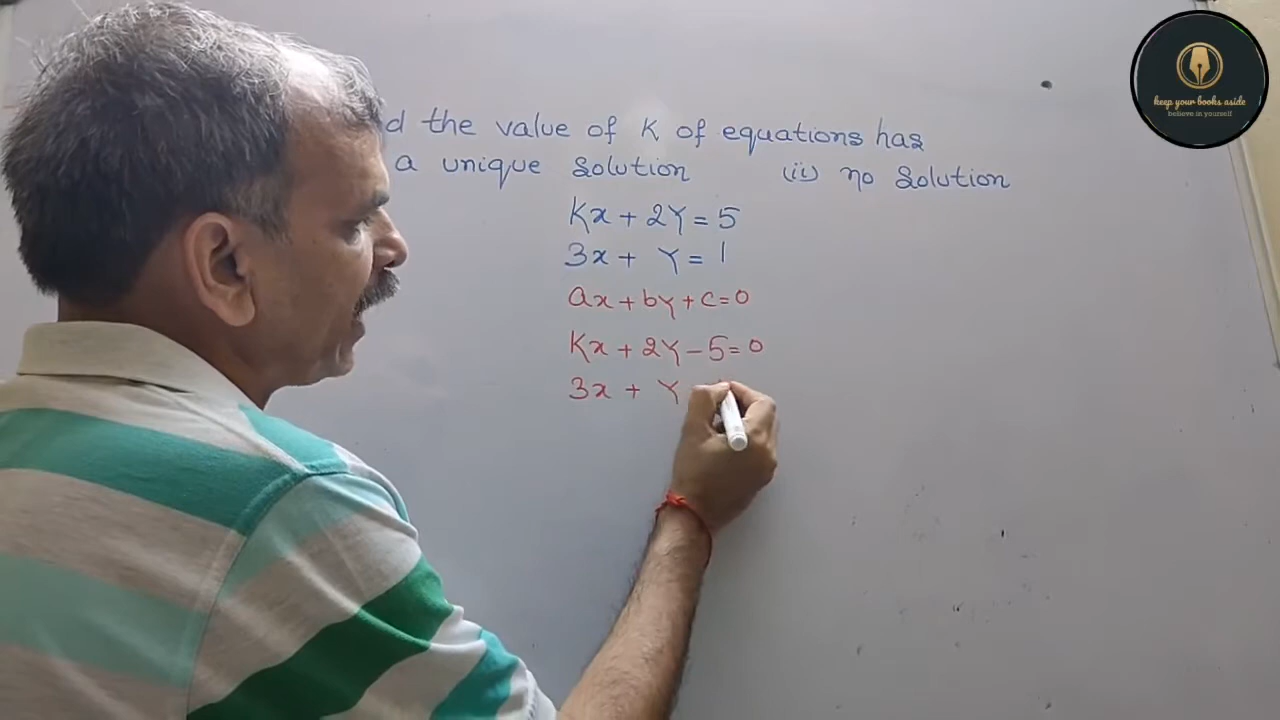 d the value of K of equations has
a unique solution (ii) no solution
Kx + 2Y = 5
3x + Y = 1
ax + by + c = 0
Kx + 2Y - 5 = 0
3x + Y
keep your books aside
believe in yourself